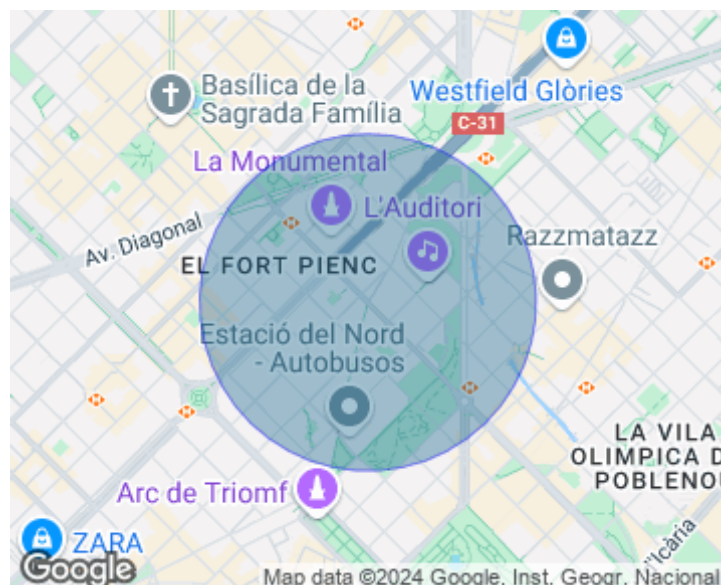 Basílica de la
Sagrada Família
Westfield Glòries
C-31
La Monumental
L'Auditori
Av. Diagonal
Razzmatazz
EL FORT PIENC
Estació del Nord
- Autobusos
LA VILA
OLIMPICA D
POBLENOU
Arc de Triomf
ZARA
l'Icària
Google
Map data ©2024 Google, Inst. Geogr. Nacional